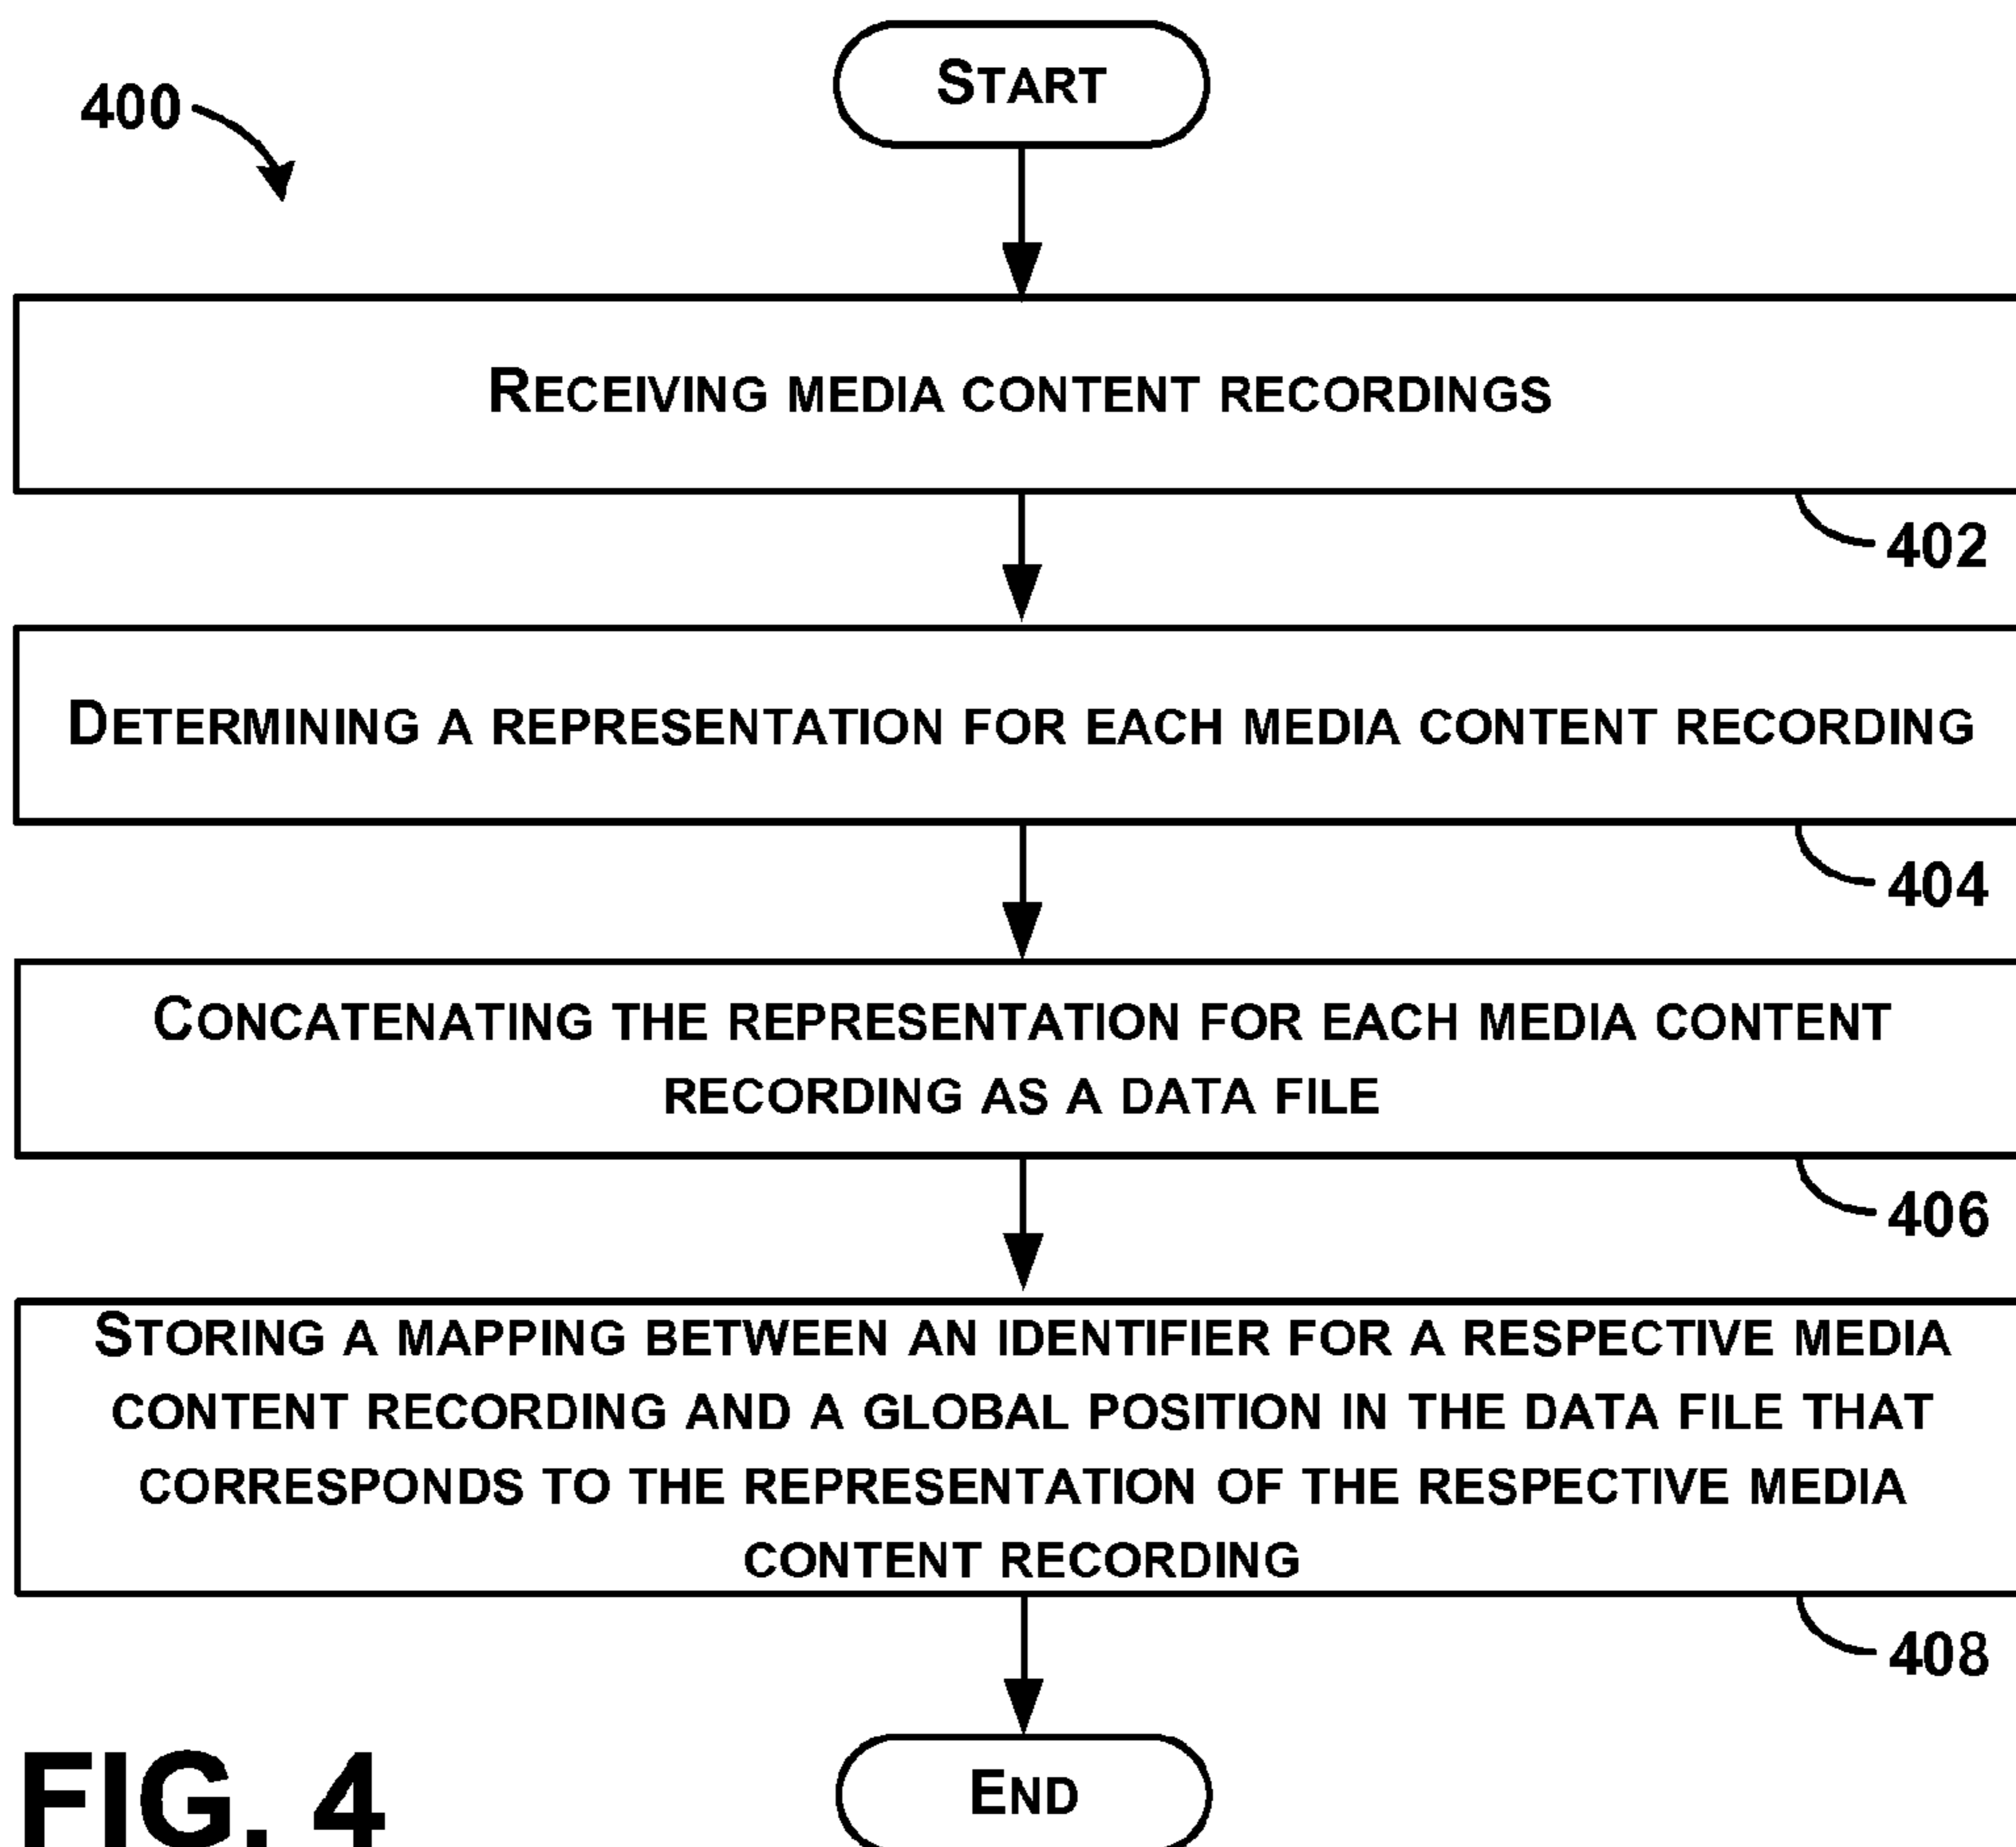 START
400
RECEIVING MEDIA CONTENT RECORDINGS
402
DETERMINING A REPRESENTATION FOR EACH MEDIA CONTENT RECORDING
404
CONCATENATING THE REPRESENTATION FOR EACH MEDIA CONTENT
RECORDING AS A DATA FILE
406
STORING A MAPPING BETWEEN AN IDENTIFIER FOR A RESPECTIVE MEDIA
CONTENT RECORDING AND A GLOBAL POSITION IN THE DATA FILE THAT
CORRESPONDS TO THE REPRESENTATION OF THE RESPECTIVE MEDIA
CONTENT RECORDING
408
END
FIG. 4